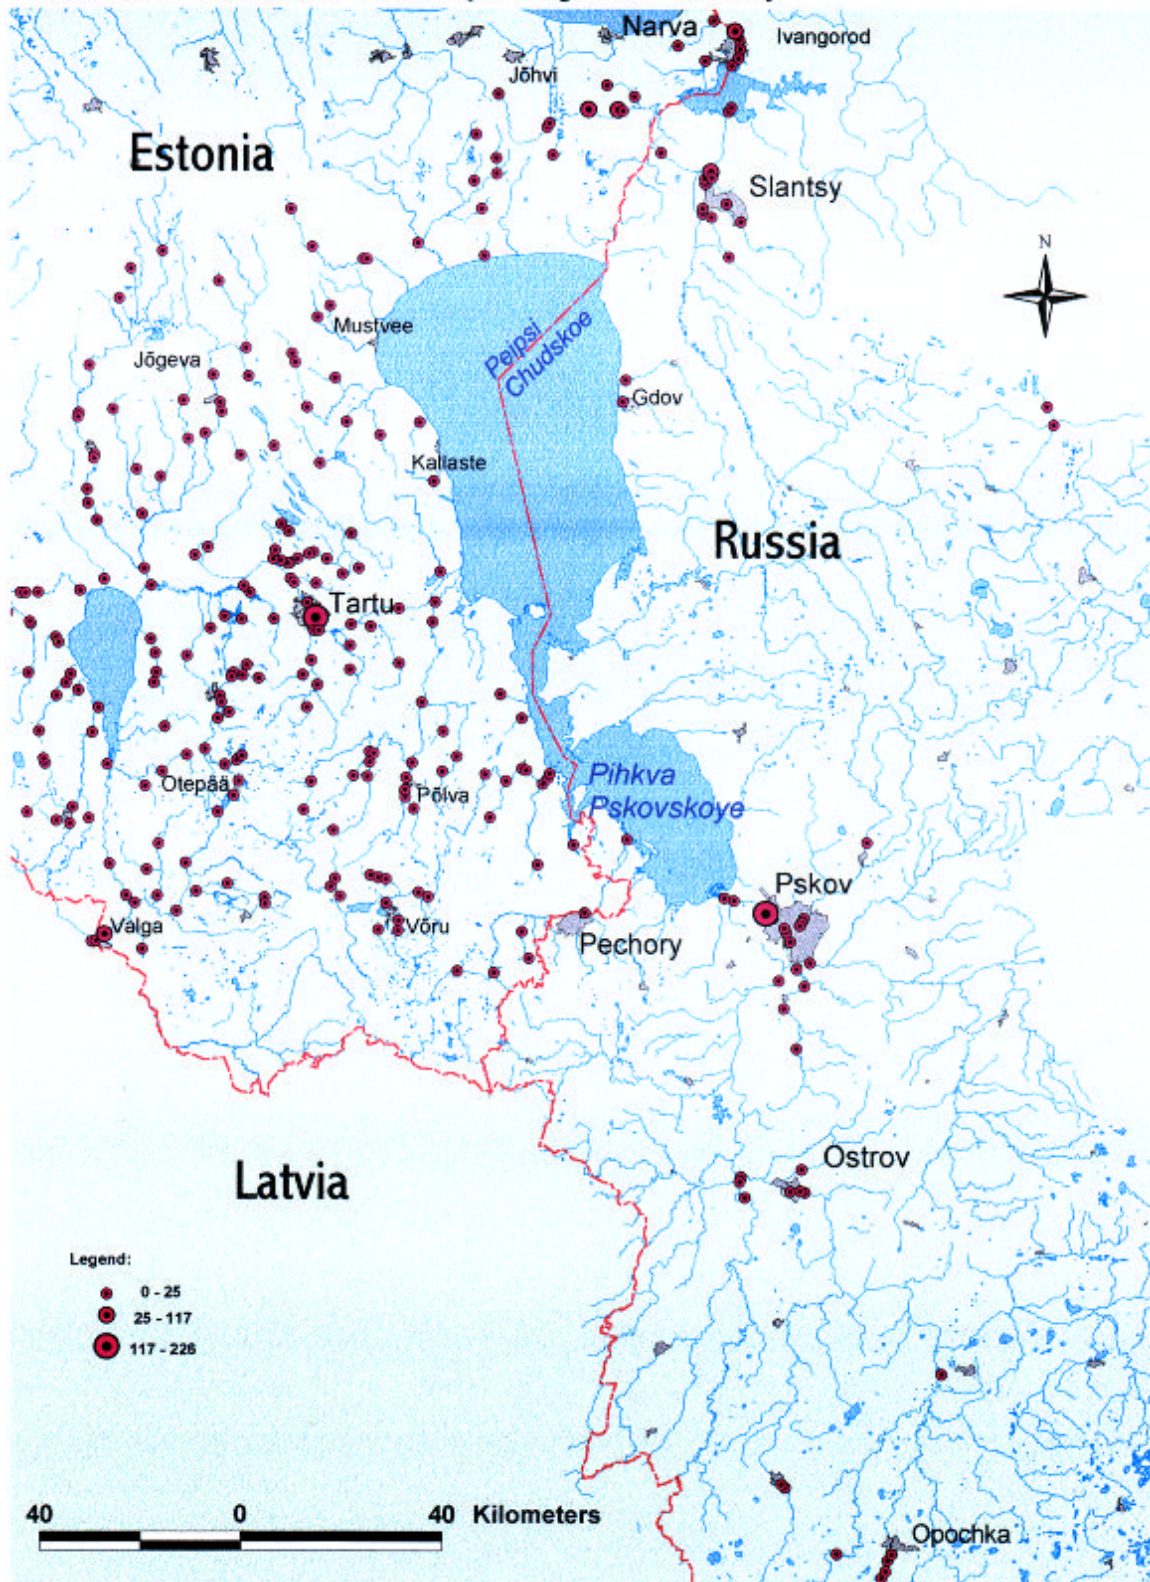 Narva
Ivangorod
Jõhvi
Estonia
Slantsy
N
Mustvee
Peipsi
Chudskoe
Jõgeva
Gdov
Kallaste
Russia
Tartu
Pihkva
Pskovskoye
Otepää
Põlva
Pskov
Valga
Võru
Pechory
Ostrov
Latvia
Legend:
0 - 25
25 - 117
117 - 226
40 0 40 Kilometers
Opochka